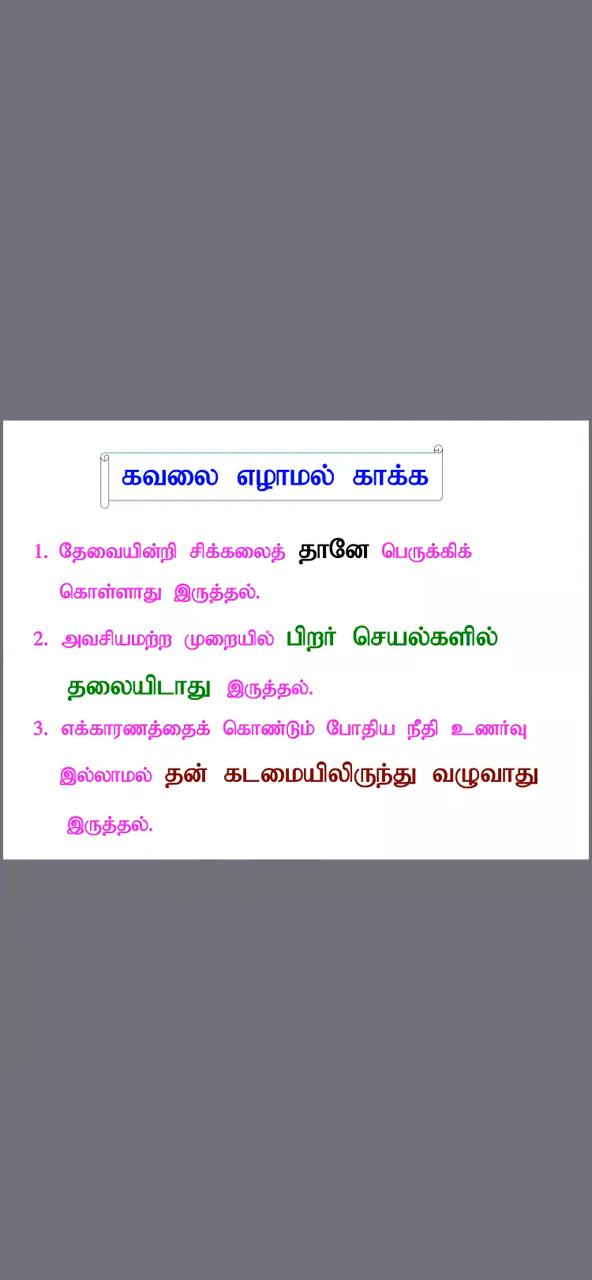 கவலை எழாமல் காக்க
1. தேவையின்றி சிக்கலைத் தானே பெருக்கிக்
கொள்ளாது இருத்தல்.
2. அவசியமற்ற முறையில் பிறர் செயல்களில்
தலையிடாது இருத்தல்.
3. எக்காரணத்தைக் கொண்டும் போதிய நீதி உணர்வு
இல்லாமல் தன் கடமையிலிருந்து வழுவாது
இருத்தல்.